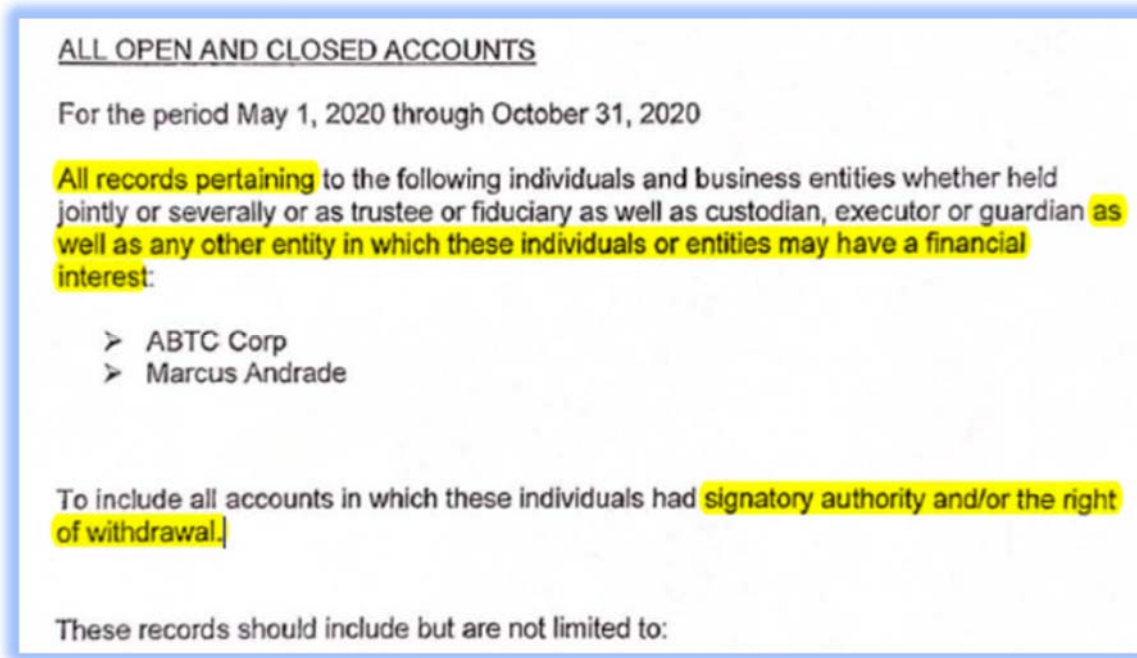 ALL OPEN AND CLOSED ACCOUNTS
For the period May 1, 2020 through October 31, 2020
All records pertaining to the following individuals and business entities whether held
jointly or severally or as trustee or fiduciary as well as custodian, executor or guardian as
well as any other entity in which these individuals or entities may have a financial
interest:
➢ ABTC Corp
➢ Marcus Andrade
To include all accounts in which these individuals had signatory authority and/or the right
of withdrawal.
These records should include but are not limited to: